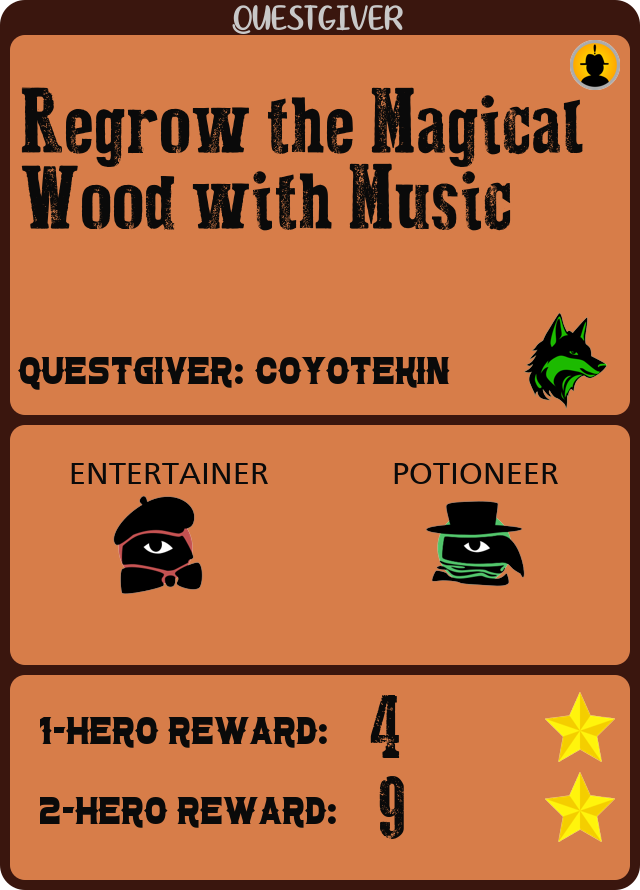 QUESTGIVER
Regrow the Magical
Wood with Music
QUESTGIVER: COYOTEKIN
ENTERTAINER POTIONEER
1-HERO REWARD: 4
2-HERO REWARD: 9